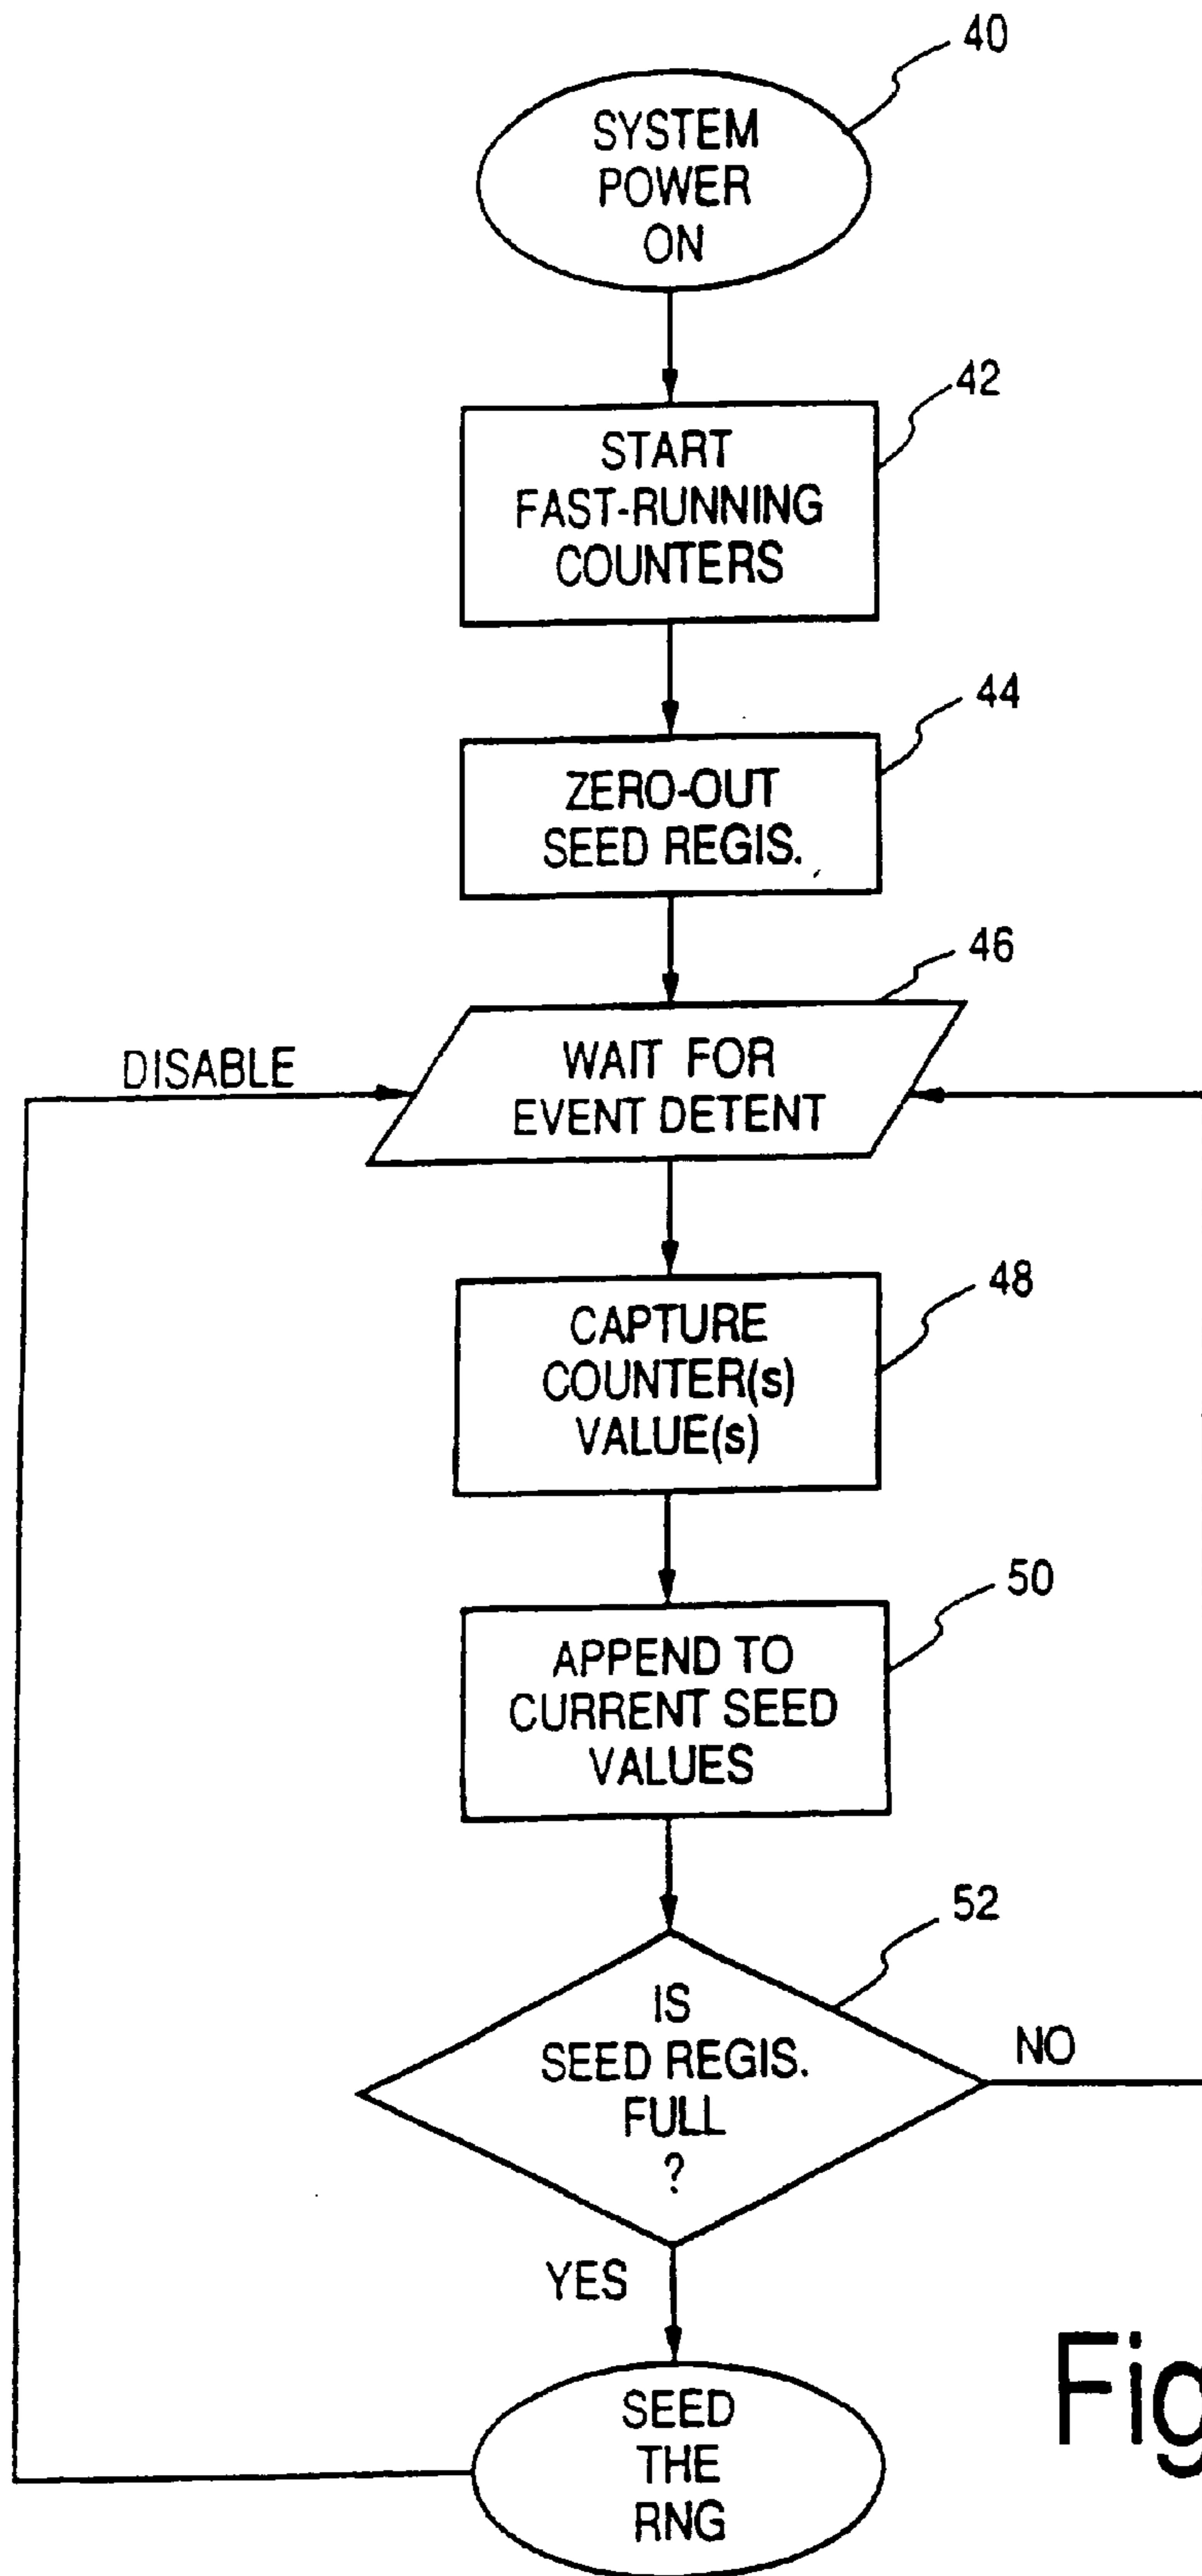 40
SYSTEM
POWER
ON
42
START
FAST-RUNNING
COUNTERS
44
ZERO-OUT
SEED REGIS.
46
DISABLE
WAIT FOR
EVENT DETENT
48
CAPTURE
COUNTER(s)
VALUE(s)
50
APPEND TO
CURRENT SEED
VALUES
52
IS
SEED REGIS.
FULL
?
NO
YES
SEED
THE
RNG
Fig